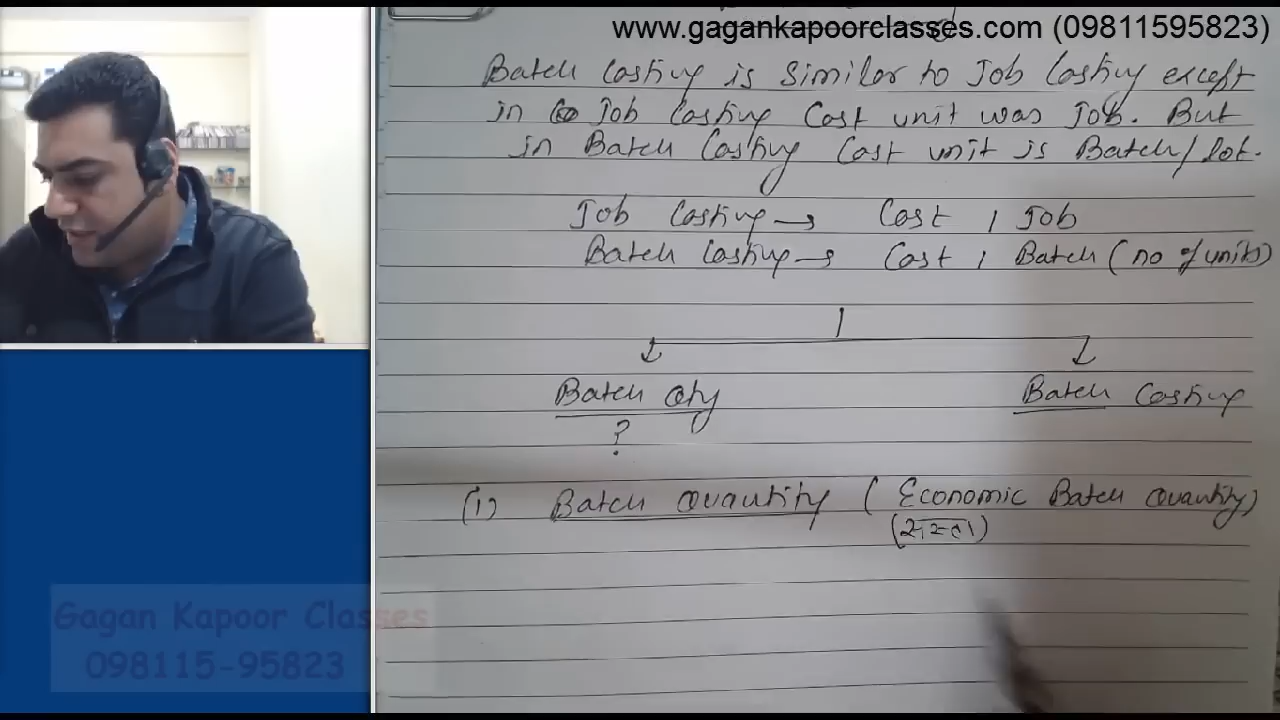 www.gagankapoorclasses.com (09811595823)
Batch Costing is Similar to Job Costing except
in Job Costing Cost unit was Job. But
in Batch Costing Cost unit is Batch/lot.
Job Costing → Cost / Job
Batch Costing → Cost / Batch (no of units)
Batch Qty
Batch Costing
?
(1) Batch Quantity (Economic Batch Quantity)
Gagan Kapoor Classes
098115-95823